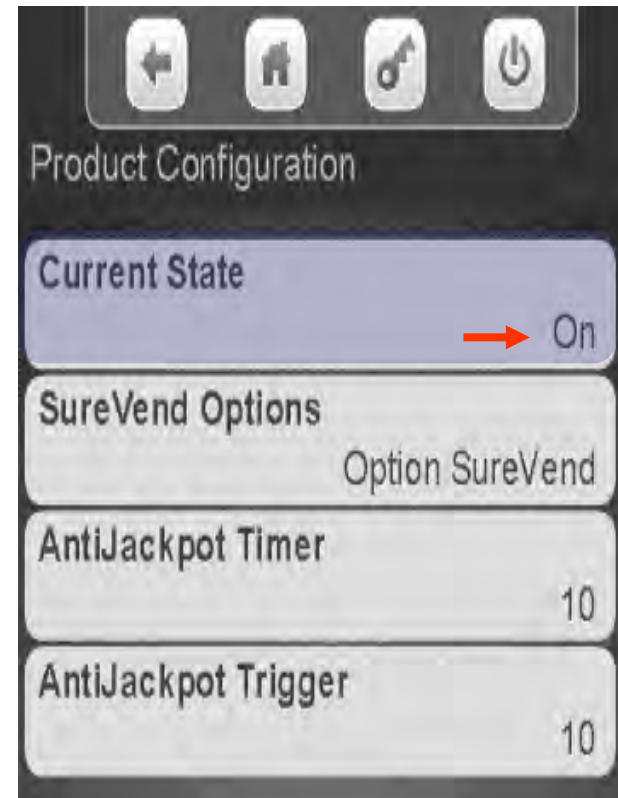 Product Configuration
Current State
On
SureVend Options
Option SureVend
AntiJackpot Timer
10
AntiJackpot Trigger
10